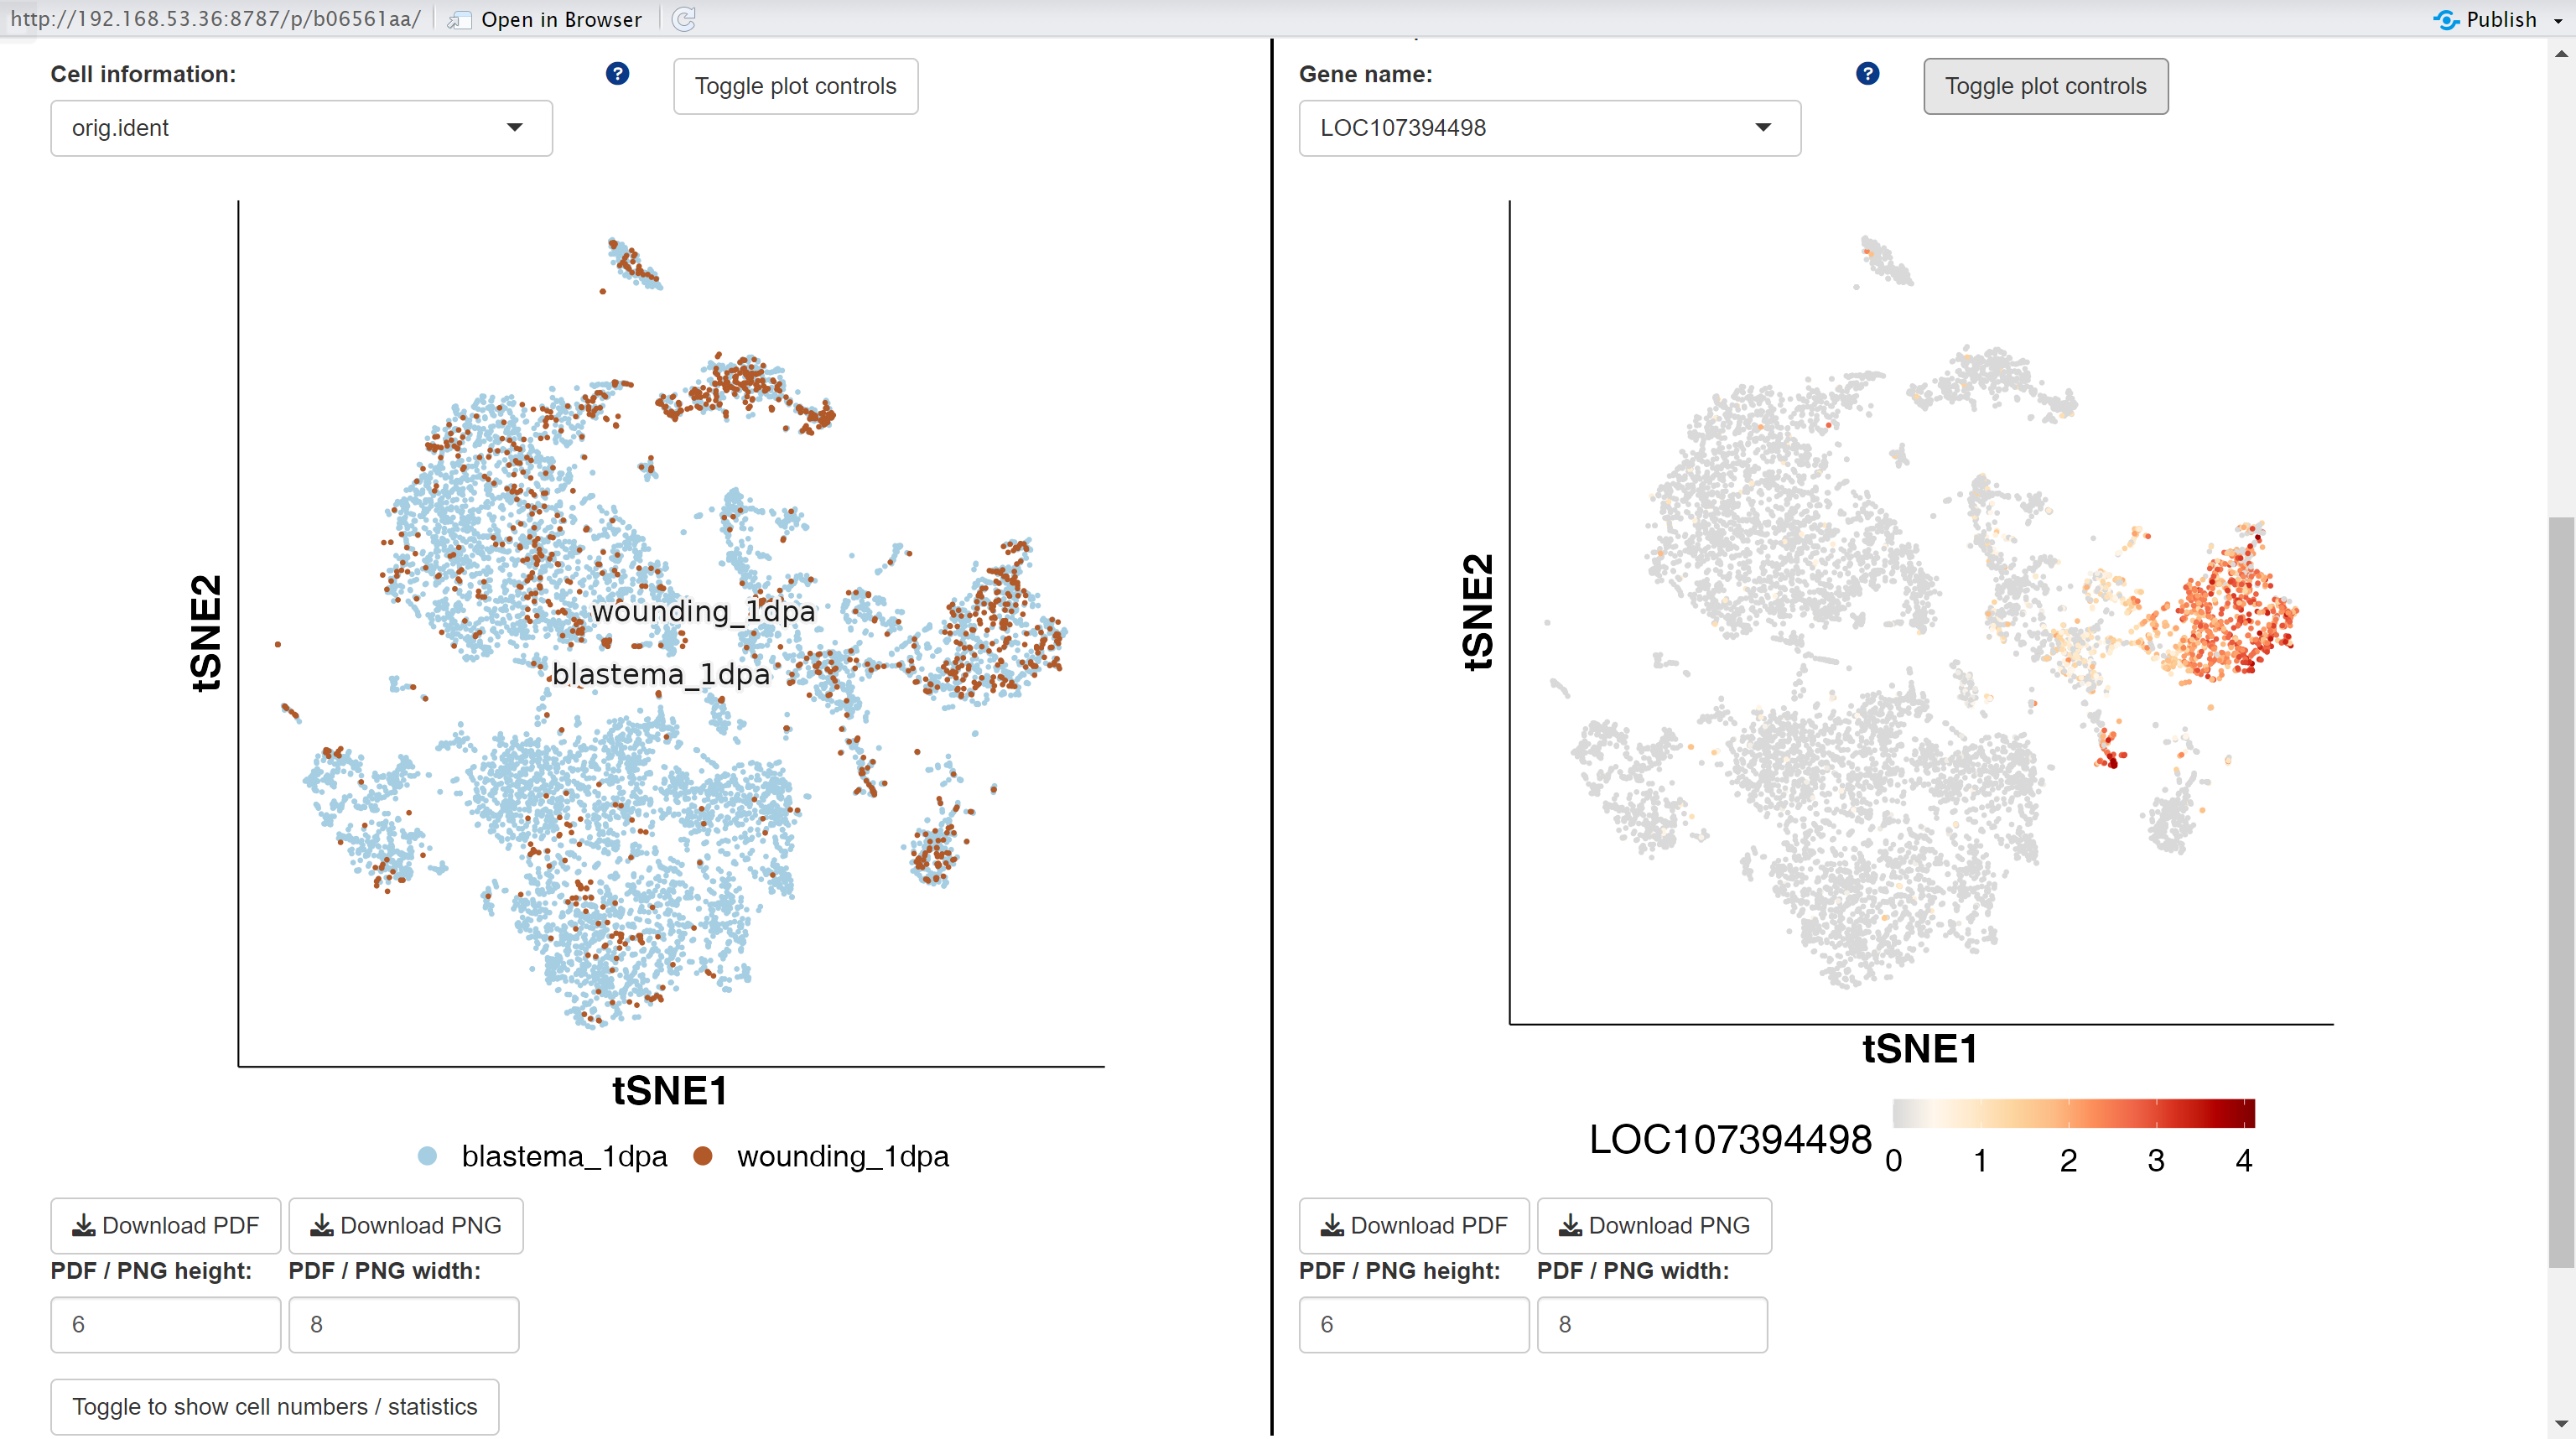 http://192.168.53.36:8787/p/b06561aa/ Open in Browser Publish
Cell information: ? Toggle plot controls
orig.ident
tSNE2
wounding_1dpa
blastema_1dpa
tSNE1
blastema_1dpa wounding_1dpa
Download PDF Download PNG
PDF / PNG height: PDF / PNG width:
6 8
Toggle to show cell numbers / statistics
Gene name: ? Toggle plot controls
LOC107394498
tSNE2
tSNE1
LOC107394498
0 1 2 3 4
Download PDF Download PNG
PDF / PNG height: PDF / PNG width:
6 8